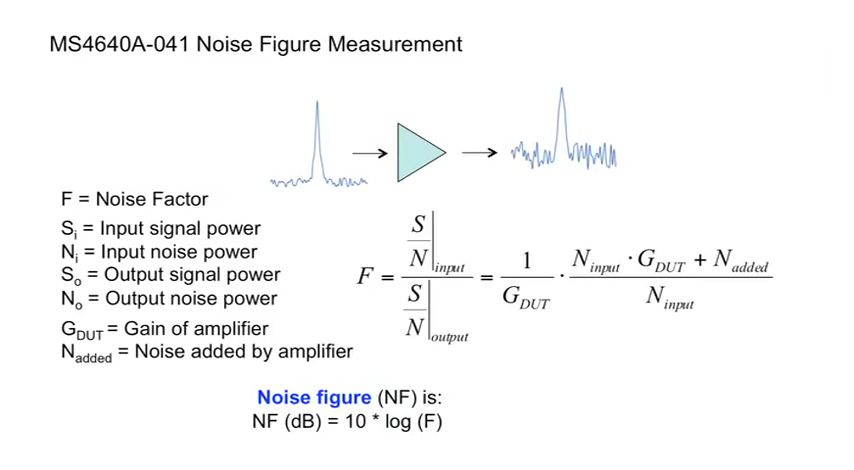 MS4640A-041 Noise Figure Measurement
F = Noise Factor
Si = Input signal power
Ni = Input noise power
So = Output signal power
No = Output noise power
GDUT = Gain of amplifier
Nadded = Noise added by amplifier
F = S/N|input / S/N|output = 1/GDUT · (Ninput · GDUT + Nadded)/Ninput
Noise figure (NF) is:
NF (dB) = 10 * log (F)